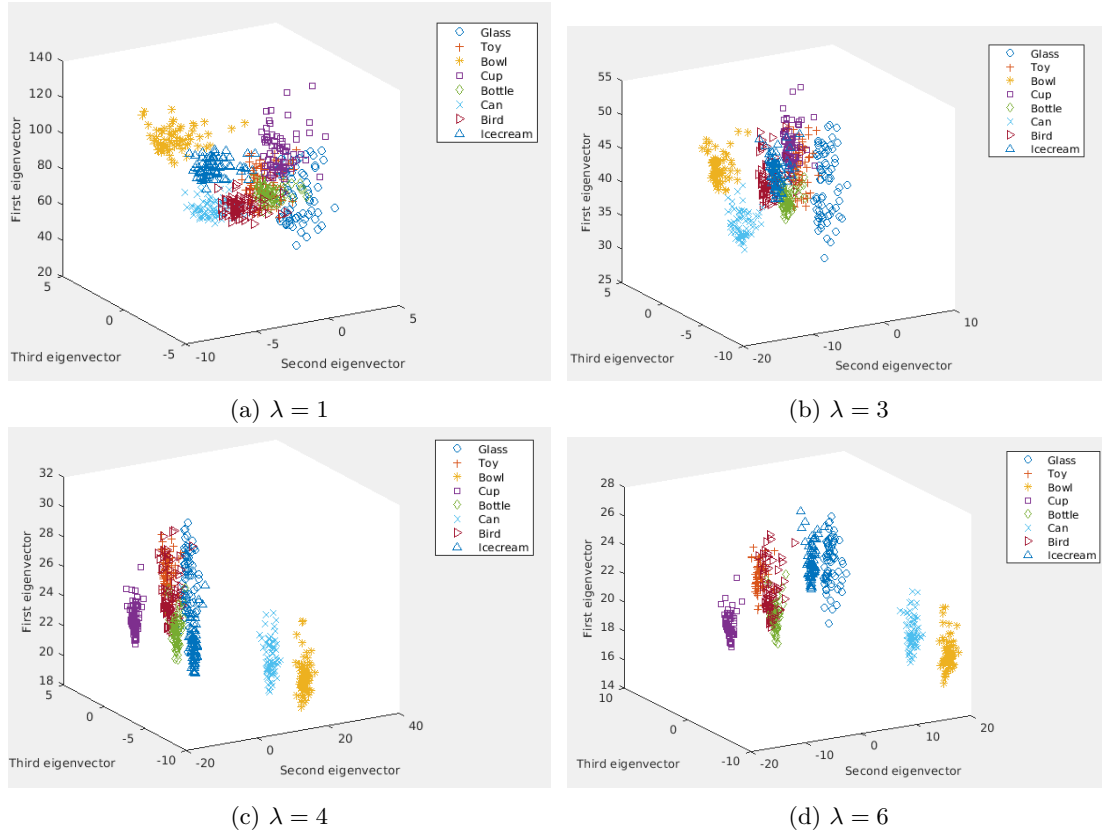 Glass
Toy
Bowl
Cup
Bottle
Can
Bird
Icecream
140
120
100
80
60
40
20
First eigenvector
5
0
-5
Third eigenvector
-10
-5
0
5
Second eigenvector
(a) λ = 1
Glass
Toy
Bowl
Cup
Bottle
Can
Bird
Icecream
55
50
45
40
35
30
25
First eigenvector
5
0
-5
-10
Third eigenvector
-20
-10
0
10
Second eigenvector
(b) λ = 3
Glass
Toy
Bowl
Cup
Bottle
Can
Bird
Icecream
32
30
28
26
24
22
20
18
First eigenvector
5
0
-5
-10
Third eigenvector
-20
0
20
40
Second eigenvector
(c) λ = 4
Glass
Toy
Bowl
Cup
Bottle
Can
Bird
Icecream
28
26
24
22
20
18
16
14
First eigenvector
10
0
-10
Third eigenvector
-20
-10
0
10
20
Second eigenvector
(d) λ = 6